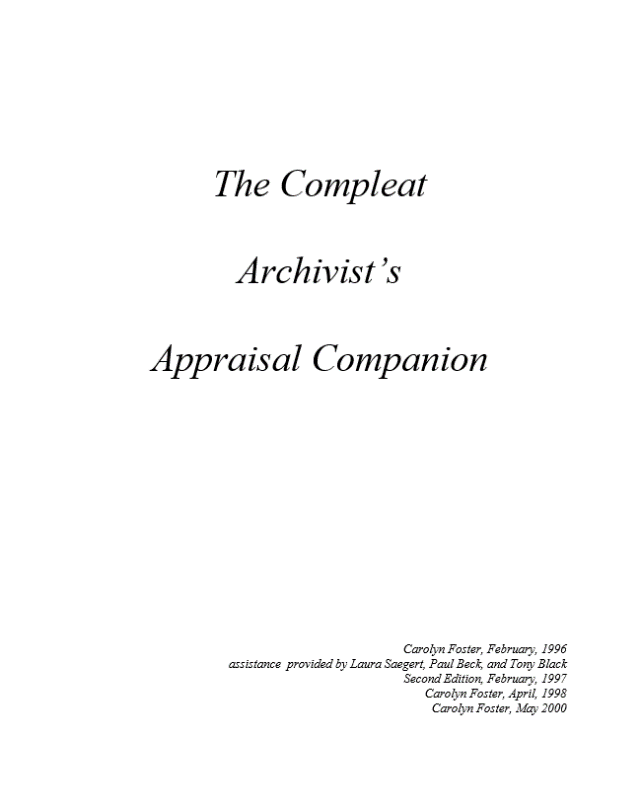 The Compleat
Archivist’s
Appraisal Companion
Carolyn Foster, February, 1996
assistance  provided by Laura Saegert, Paul Beck, and Tony Black
Second Edition, February, 1997
Carolyn Foster, April, 1998
Carolyn Foster, May 2000